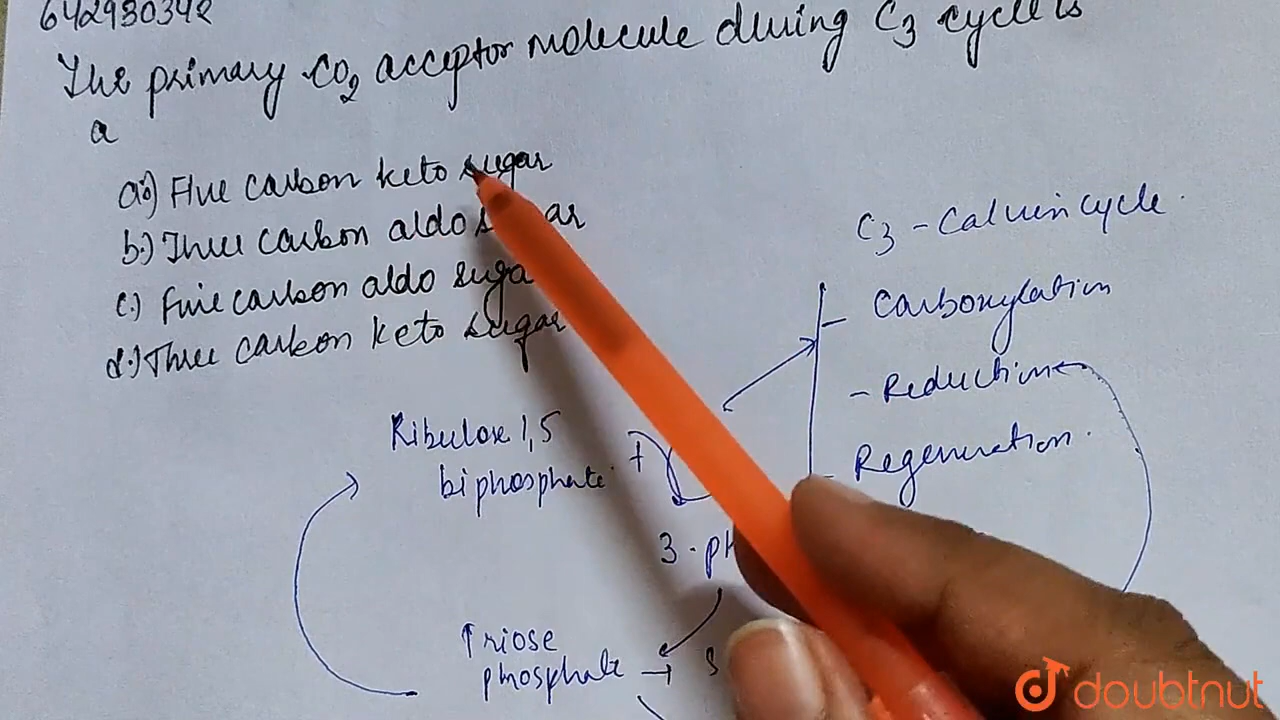 642930342
The primary CO2 acceptor molecule during C3 cycle is
a
a.) Five carbon keto sugar
b.) Three carbon aldo
c.) Five carbon aldo
d.) Three carbon keto sugar
C3 - Calvin cycle.
- Carboxylation
- Reduction
- Regeneration.
Ribulose 1,5
biphosphate. +
3 -
Triose
phosphate →
doubtnut